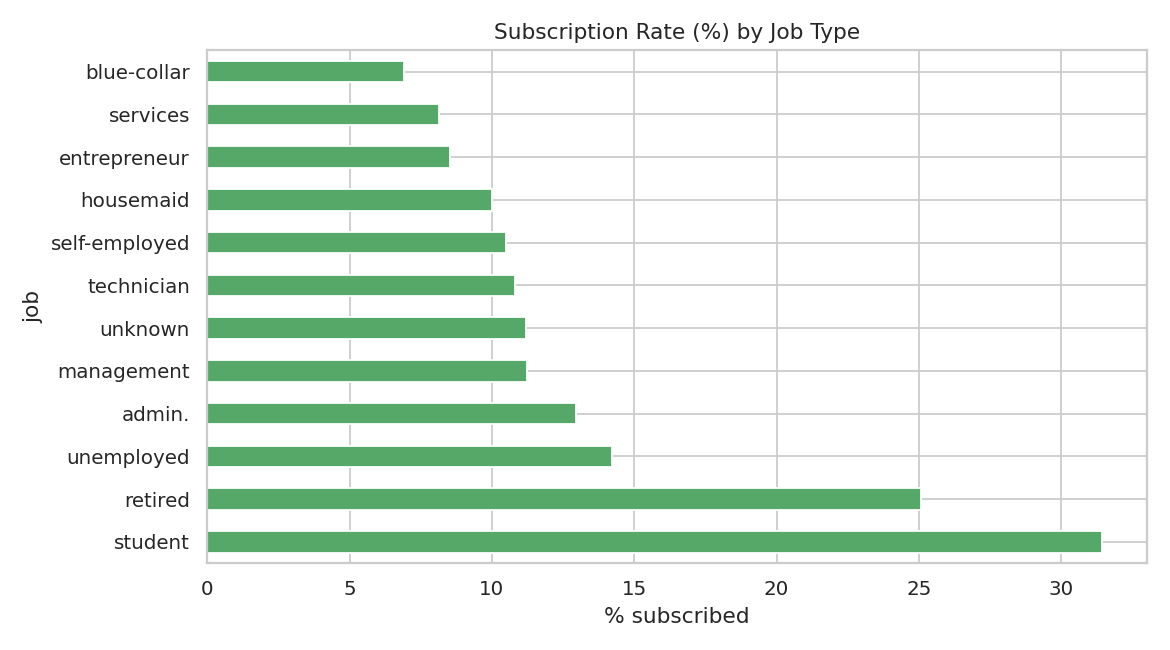 Subscription Rate (%) by Job Type
blue-collar
services
entrepreneur
housemaid
self-employed
technician
unknown
management
admin.
unemployed
retired
student
job
0 5 10 15 20 25 30
% subscribed